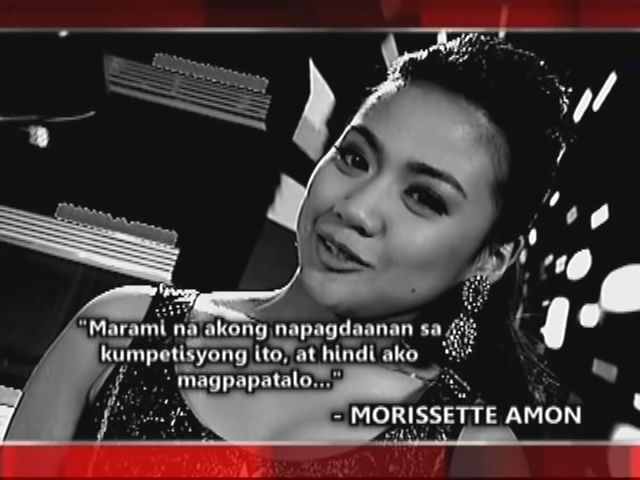 "Marami na akong napagdaanan sa
kumpetisyong ito, at hindi ako
magpapatalo..."
- MORISSETTE AMON